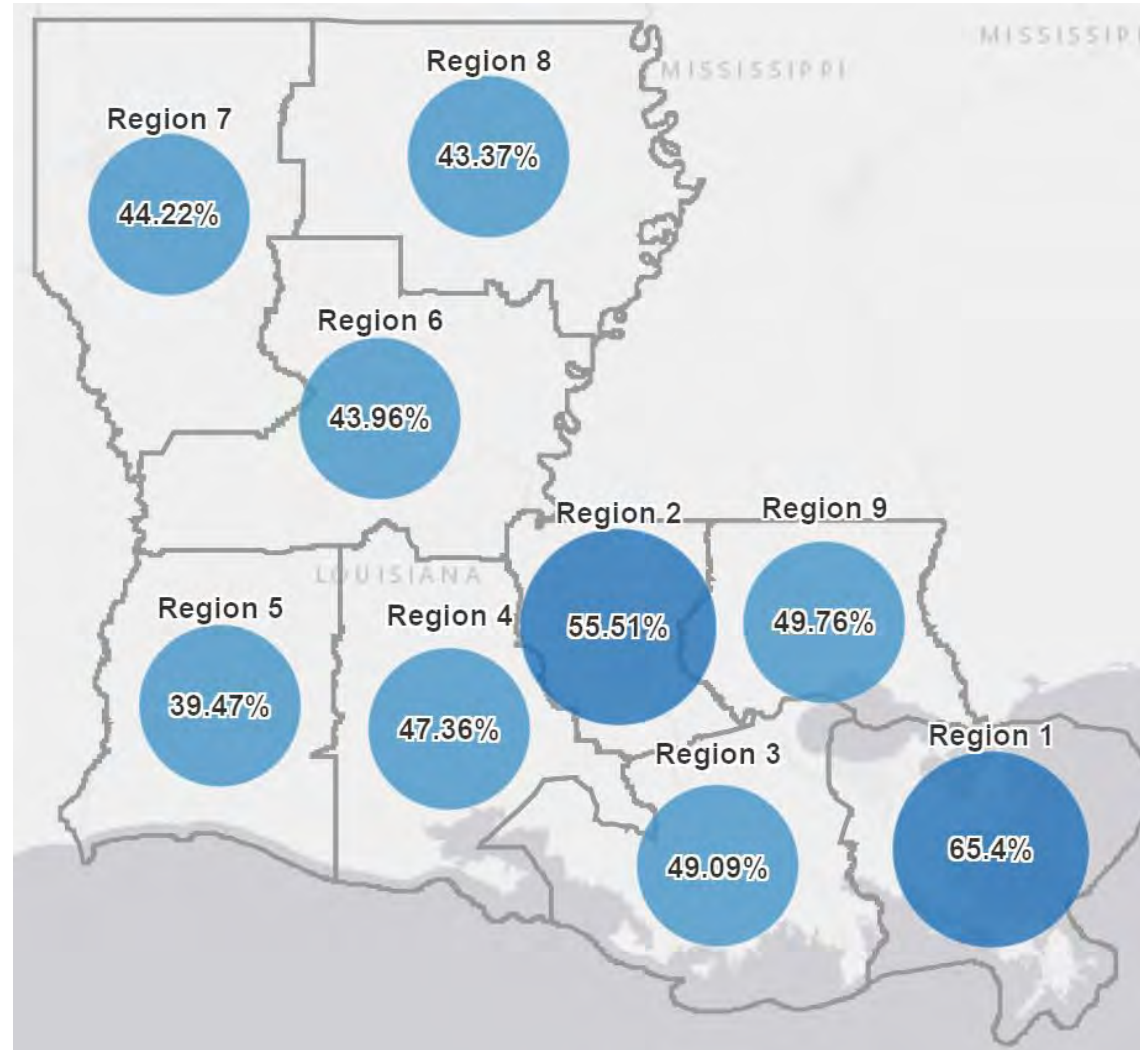 MISSISSIPPI
MISSISSIP
Region 8
43.37%
Region 7
44.22%
Region 6
43.96%
Region 2
55.51%
Region 9
49.76%
LOUISIANA
Region 5
39.47%
Region 4
47.36%
Region 3
49.09%
Region 1
65.4%